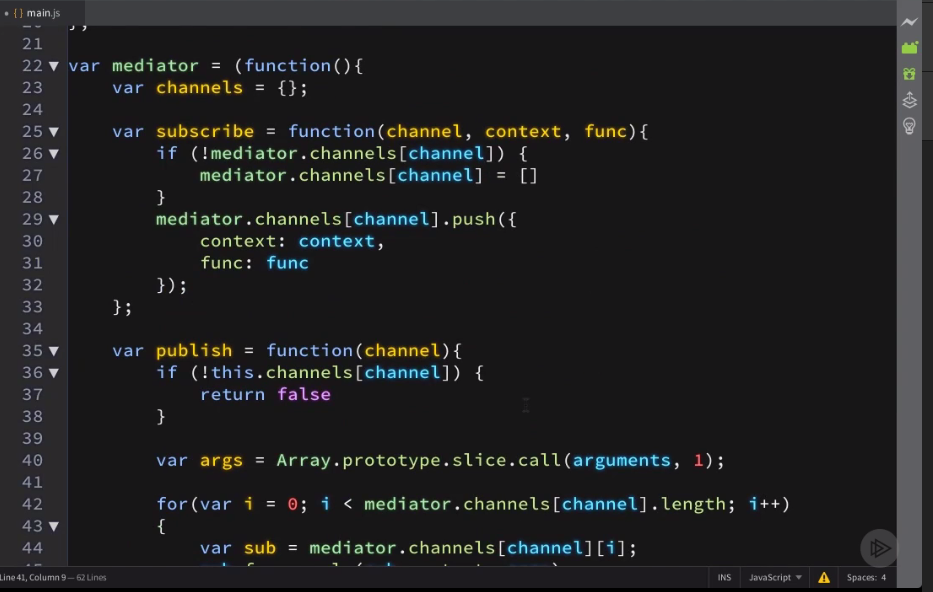 main.js
};
21
22 var mediator = (function(){
23 var channels = {};
24
25 var subscribe = function(channel, context, func){
26 if (!mediator.channels[channel]) {
27 mediator.channels[channel] = []
28 }
29 mediator.channels[channel].push({
30 context: context,
31 func: func
32 });
33 };
34
35 var publish = function(channel){
36 if (!this.channels[channel]) {
37 return false
38 }
39
40 var args = Array.prototype.slice.call(arguments, 1);
41
42 for(var i = 0; i < mediator.channels[channel].length; i++)
43 {
44 var sub = mediator.channels[channel][i];
Line 41, Column 9 — 62 Lines
INS
JavaScript
Spaces: 4